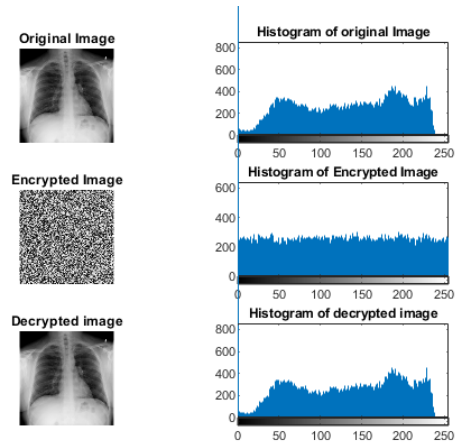 Original Image
Histogram of original Image
800
600
400
200
0
0 50 100 150 200 250
Encrypted Image
Histogram of Encrypted Image
600
400
200
0
0 50 100 150 200 250
Decrypted image
Histogram of decrypted image
800
600
400
200
0
0 50 100 150 200 250